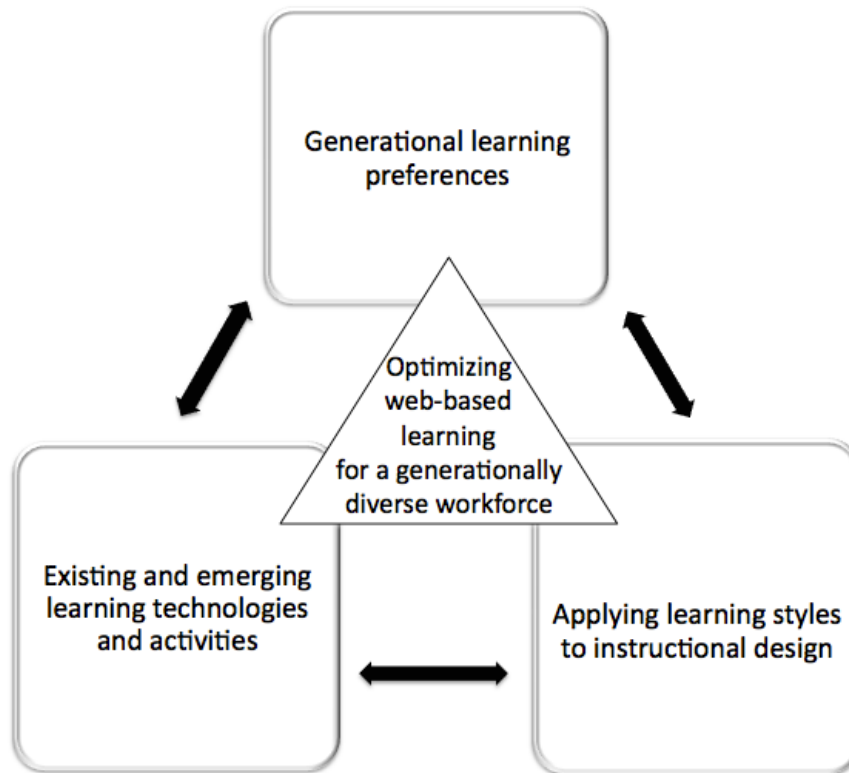 Generational learning
preferences
Optimizing
web-based
learning
for a generationally
diverse workforce
Existing and emerging
learning technologies
and activities
Applying learning styles
to instructional design